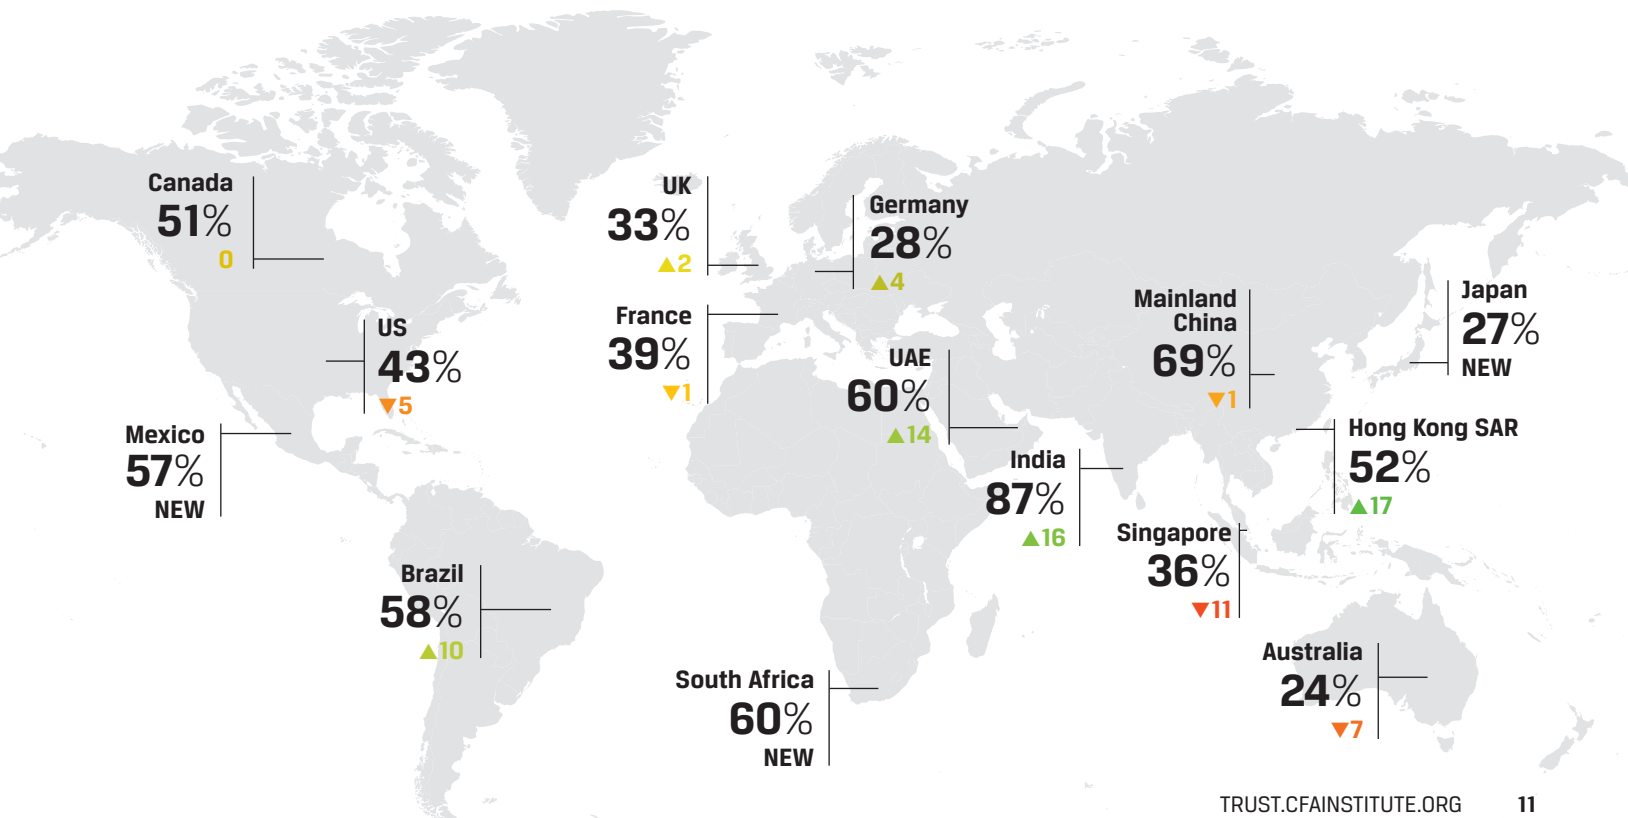 Canada
51%
0
US
43%
▼5
Mexico
57%
NEW
Brazil
58%
▲10
UK
33%
▲2
Germany
28%
▲4
France
39%
▼1
UAE
60%
▲14
South Africa
60%
NEW
India
87%
▲16
Mainland
China
69%
▼1
Japan
27%
NEW
Hong Kong SAR
52%
▲17
Singapore
36%
▼11
Australia
24%
▼7
TRUST.CFAINSTITUTE.ORG 11